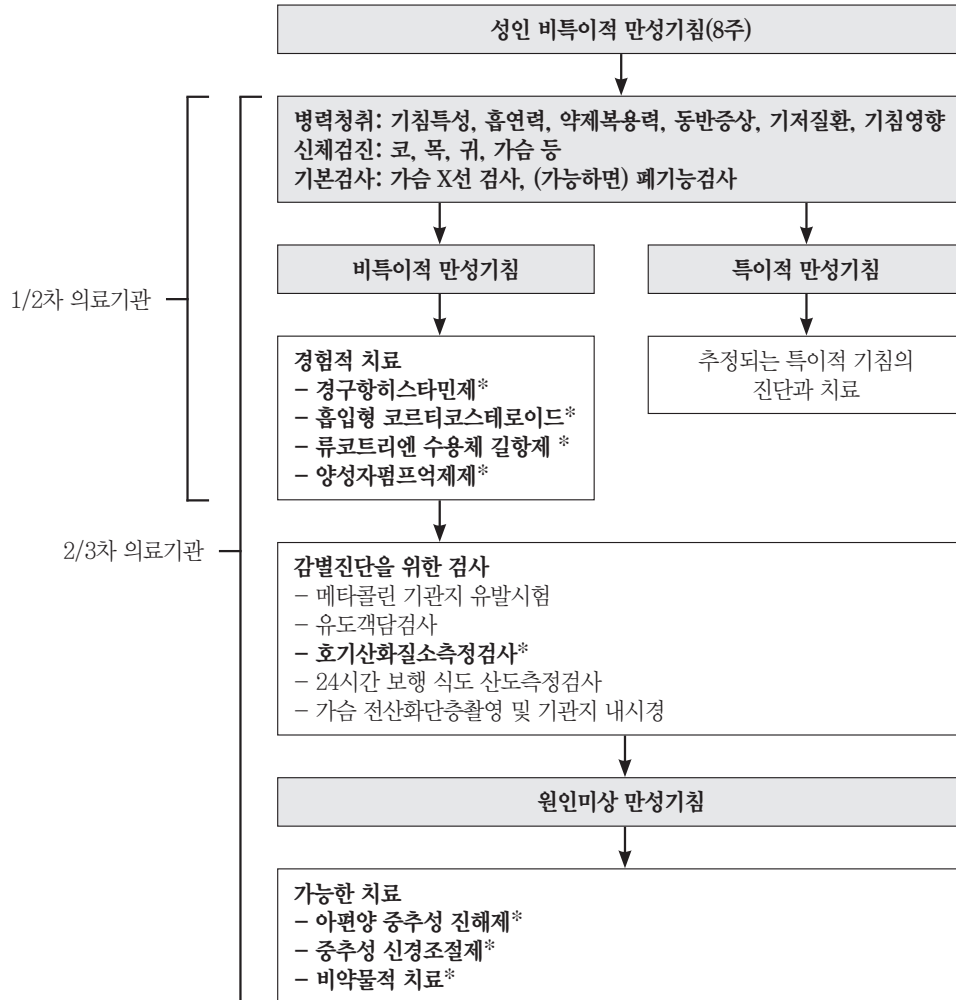 성인 비특이적 만성기침(8주)
병력청취: 기침특성, 흡연력, 약제복용력, 동반증상, 기저질환, 기침영향
신체검진: 코, 목, 귀, 가슴 등
기본검사: 가슴 X선 검사, (가능하면) 폐기능검사
비특이적 만성기침
특이적 만성기침
1/2차 의료기관
경험적 치료
– 경구항히스타민제*
– 흡입형 코르티코스테로이드*
– 류코트리엔 수용체 길항제 *
– 양성자펌프억제제*
추정되는 특이적 기침의
진단과 치료
2/3차 의료기관
감별진단을 위한 검사
– 메타콜린 기관지 유발시험
– 유도객담검사
– 호기산화질소측정검사*
– 24시간 보행 식도 산도측정검사
– 가슴 전산화단층촬영 및 기관지 내시경
원인미상 만성기침
가능한 치료
– 아편양 중추성 진해제*
– 중추성 신경조절제*
– 비약물적 치료*